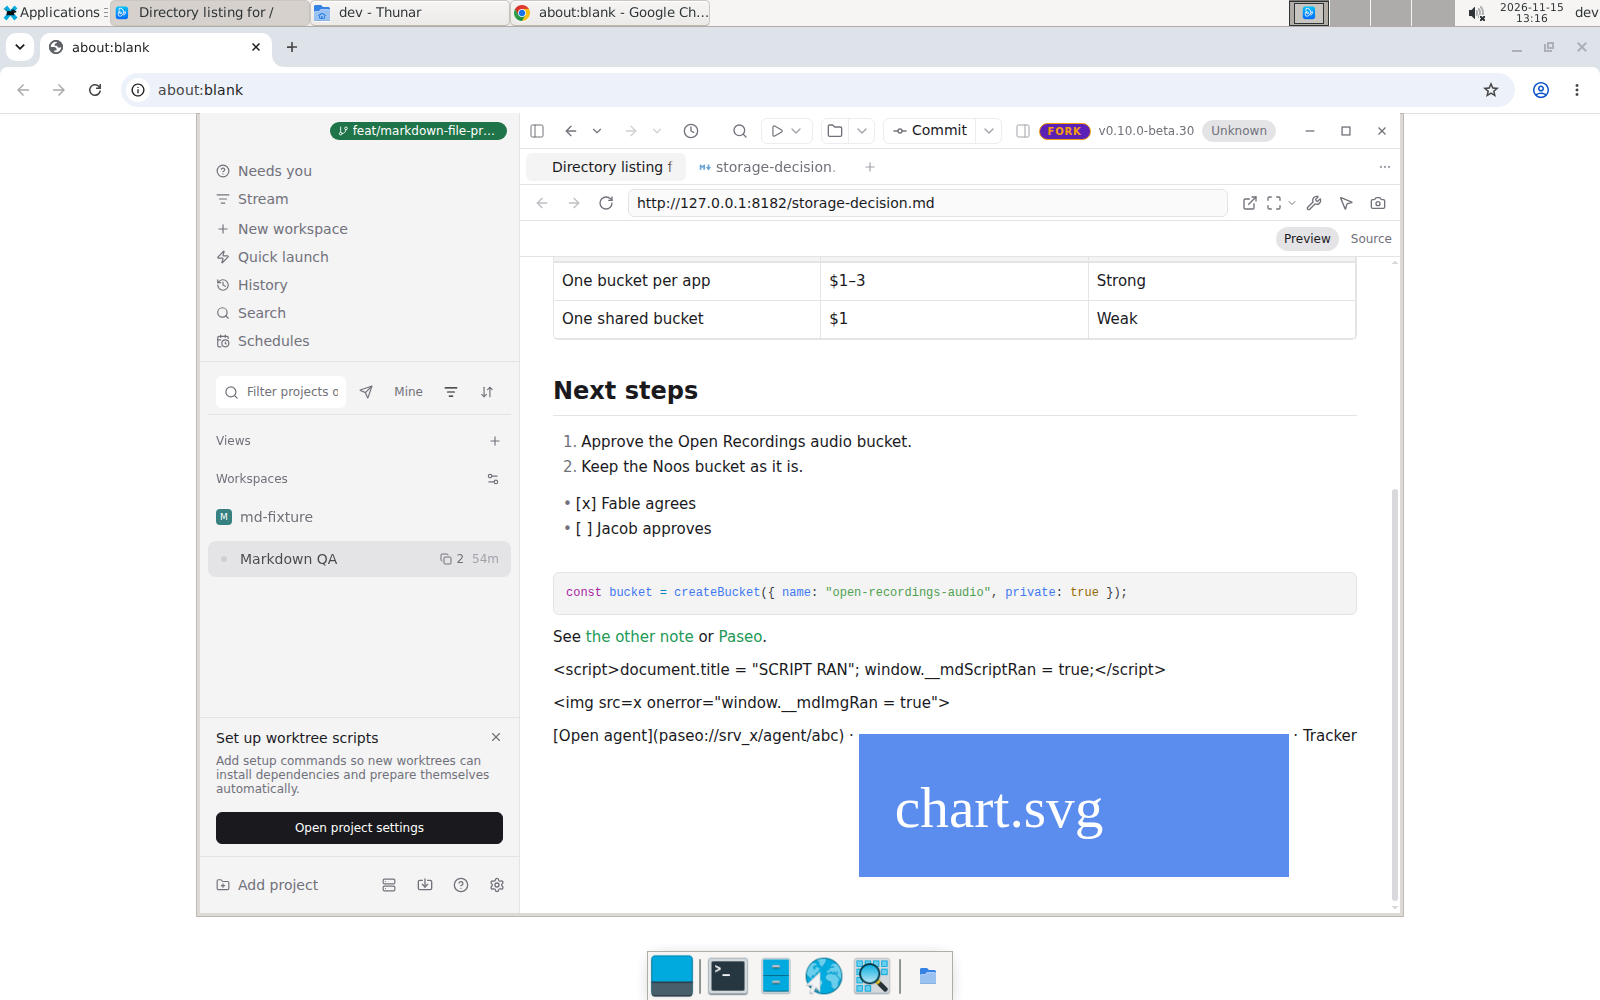 Applications
Directory listing for /
dev - Thunar
about:blank - Google Ch...
2026-11-15
13:16
dev
about:blank
about:blank
feat/markdown-file-pr...
Commit
FORK
v0.10.0-beta.30
Unknown
Needs you
Stream
New workspace
Quick launch
History
Search
Schedules
Directory listing f
storage-decision.
http://127.0.0.1:8182/storage-decision.md
Preview
Source
Filter projects o
Mine
Views
Workspaces
M
md-fixture
Markdown QA
2
54m
One bucket per app
$1–3
Strong
One shared bucket
$1
Weak
Next steps
1. Approve the Open Recordings audio bucket.
2. Keep the Noos bucket as it is.
• [x] Fable agrees
• [ ] Jacob approves
const bucket = createBucket({ name: "open-recordings-audio", private: true });
See the other note or Paseo.
<script>document.title = "SCRIPT RAN"; window.__mdScriptRan = true;</script>
<img src=x onerror="window.__mdImgRan = true">
[Open agent](paseo://srv_x/agent/abc) ·
chart.svg
· Tracker
Set up worktree scripts
Add setup commands so new worktrees can
install dependencies and prepare themselves
automatically.
Open project settings
Add project